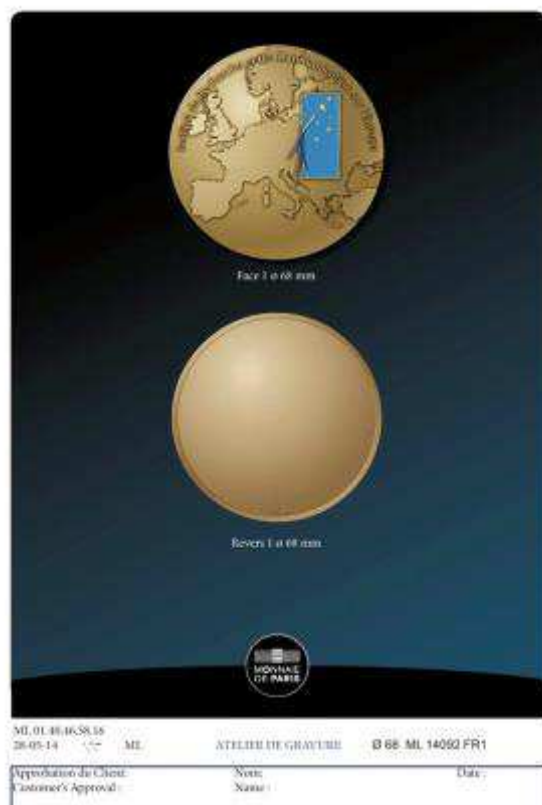 Face 1 ø 68 mm
Revers 1 ø 68 mm
MONNAIE
DE PARIS
ML 01.40.46.58.16
28-05-14 ML ATELIER DE GRAVURE Ø 68 ML 14092 FR1
Approbation du Client: Nom: Date :
Customer's Approval : Name :